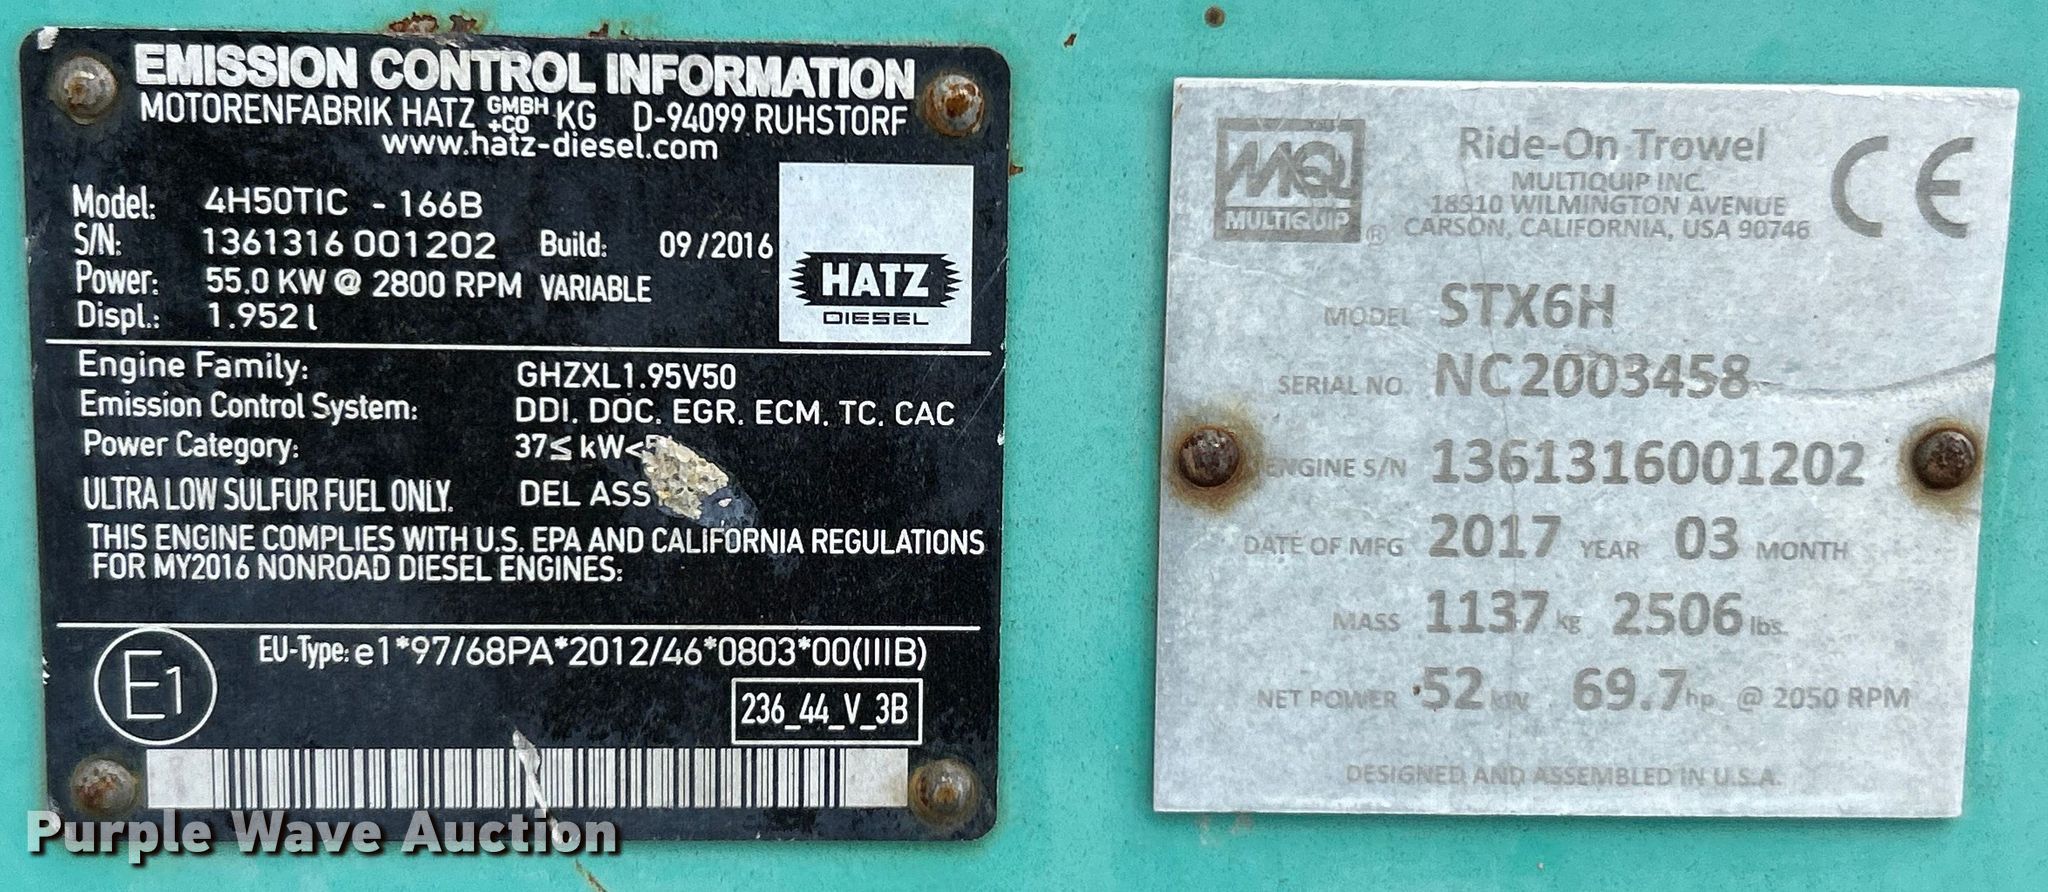 EMISSION CONTROL INFORMATION
MOTORENFABRIK HATZ GMBH +CO KG D-94099 RUHSTORF
www.hatz-diesel.com
Model: 4H50TIC - 166B
S/N: 1361316 001202 Build: 09/2016
Power: 55.0 KW @ 2800 RPM VARIABLE
Displ.: 1.952 l
HATZ
DIESEL
Engine Family: GHZXL1.95V50
Emission Control System: DDI. DOC. EGR. ECM. TC. CAC
Power Category: 37≤ kW<
ULTRA LOW SULFUR FUEL ONLY. DEL ASS
THIS ENGINE COMPLIES WITH U.S. EPA AND CALIFORNIA REGULATIONS
FOR MY2016 NONROAD DIESEL ENGINES:
E1
EU-Type: e1*97/68PA*2012/46*0803*00(IIIB)
236_44_V_3B
Purple Wave Auction
MQ
MULTIQUIP
®
Ride-On Trowel
MULTIQUIP INC.
18910 WILMINGTON AVENUE
CARSON, CALIFORNIA, USA 90746
CE
MODEL STX6H
SERIAL NO. NC2003458
ENGINE S/N 1361316001202
DATE OF MFG 2017 YEAR 03 MONTH
MASS 1137 kg 2506 lbs.
NET POWER 52 kW 69.7 hp @ 2050 RPM
DESIGNED AND ASSEMBLED IN U.S.A.